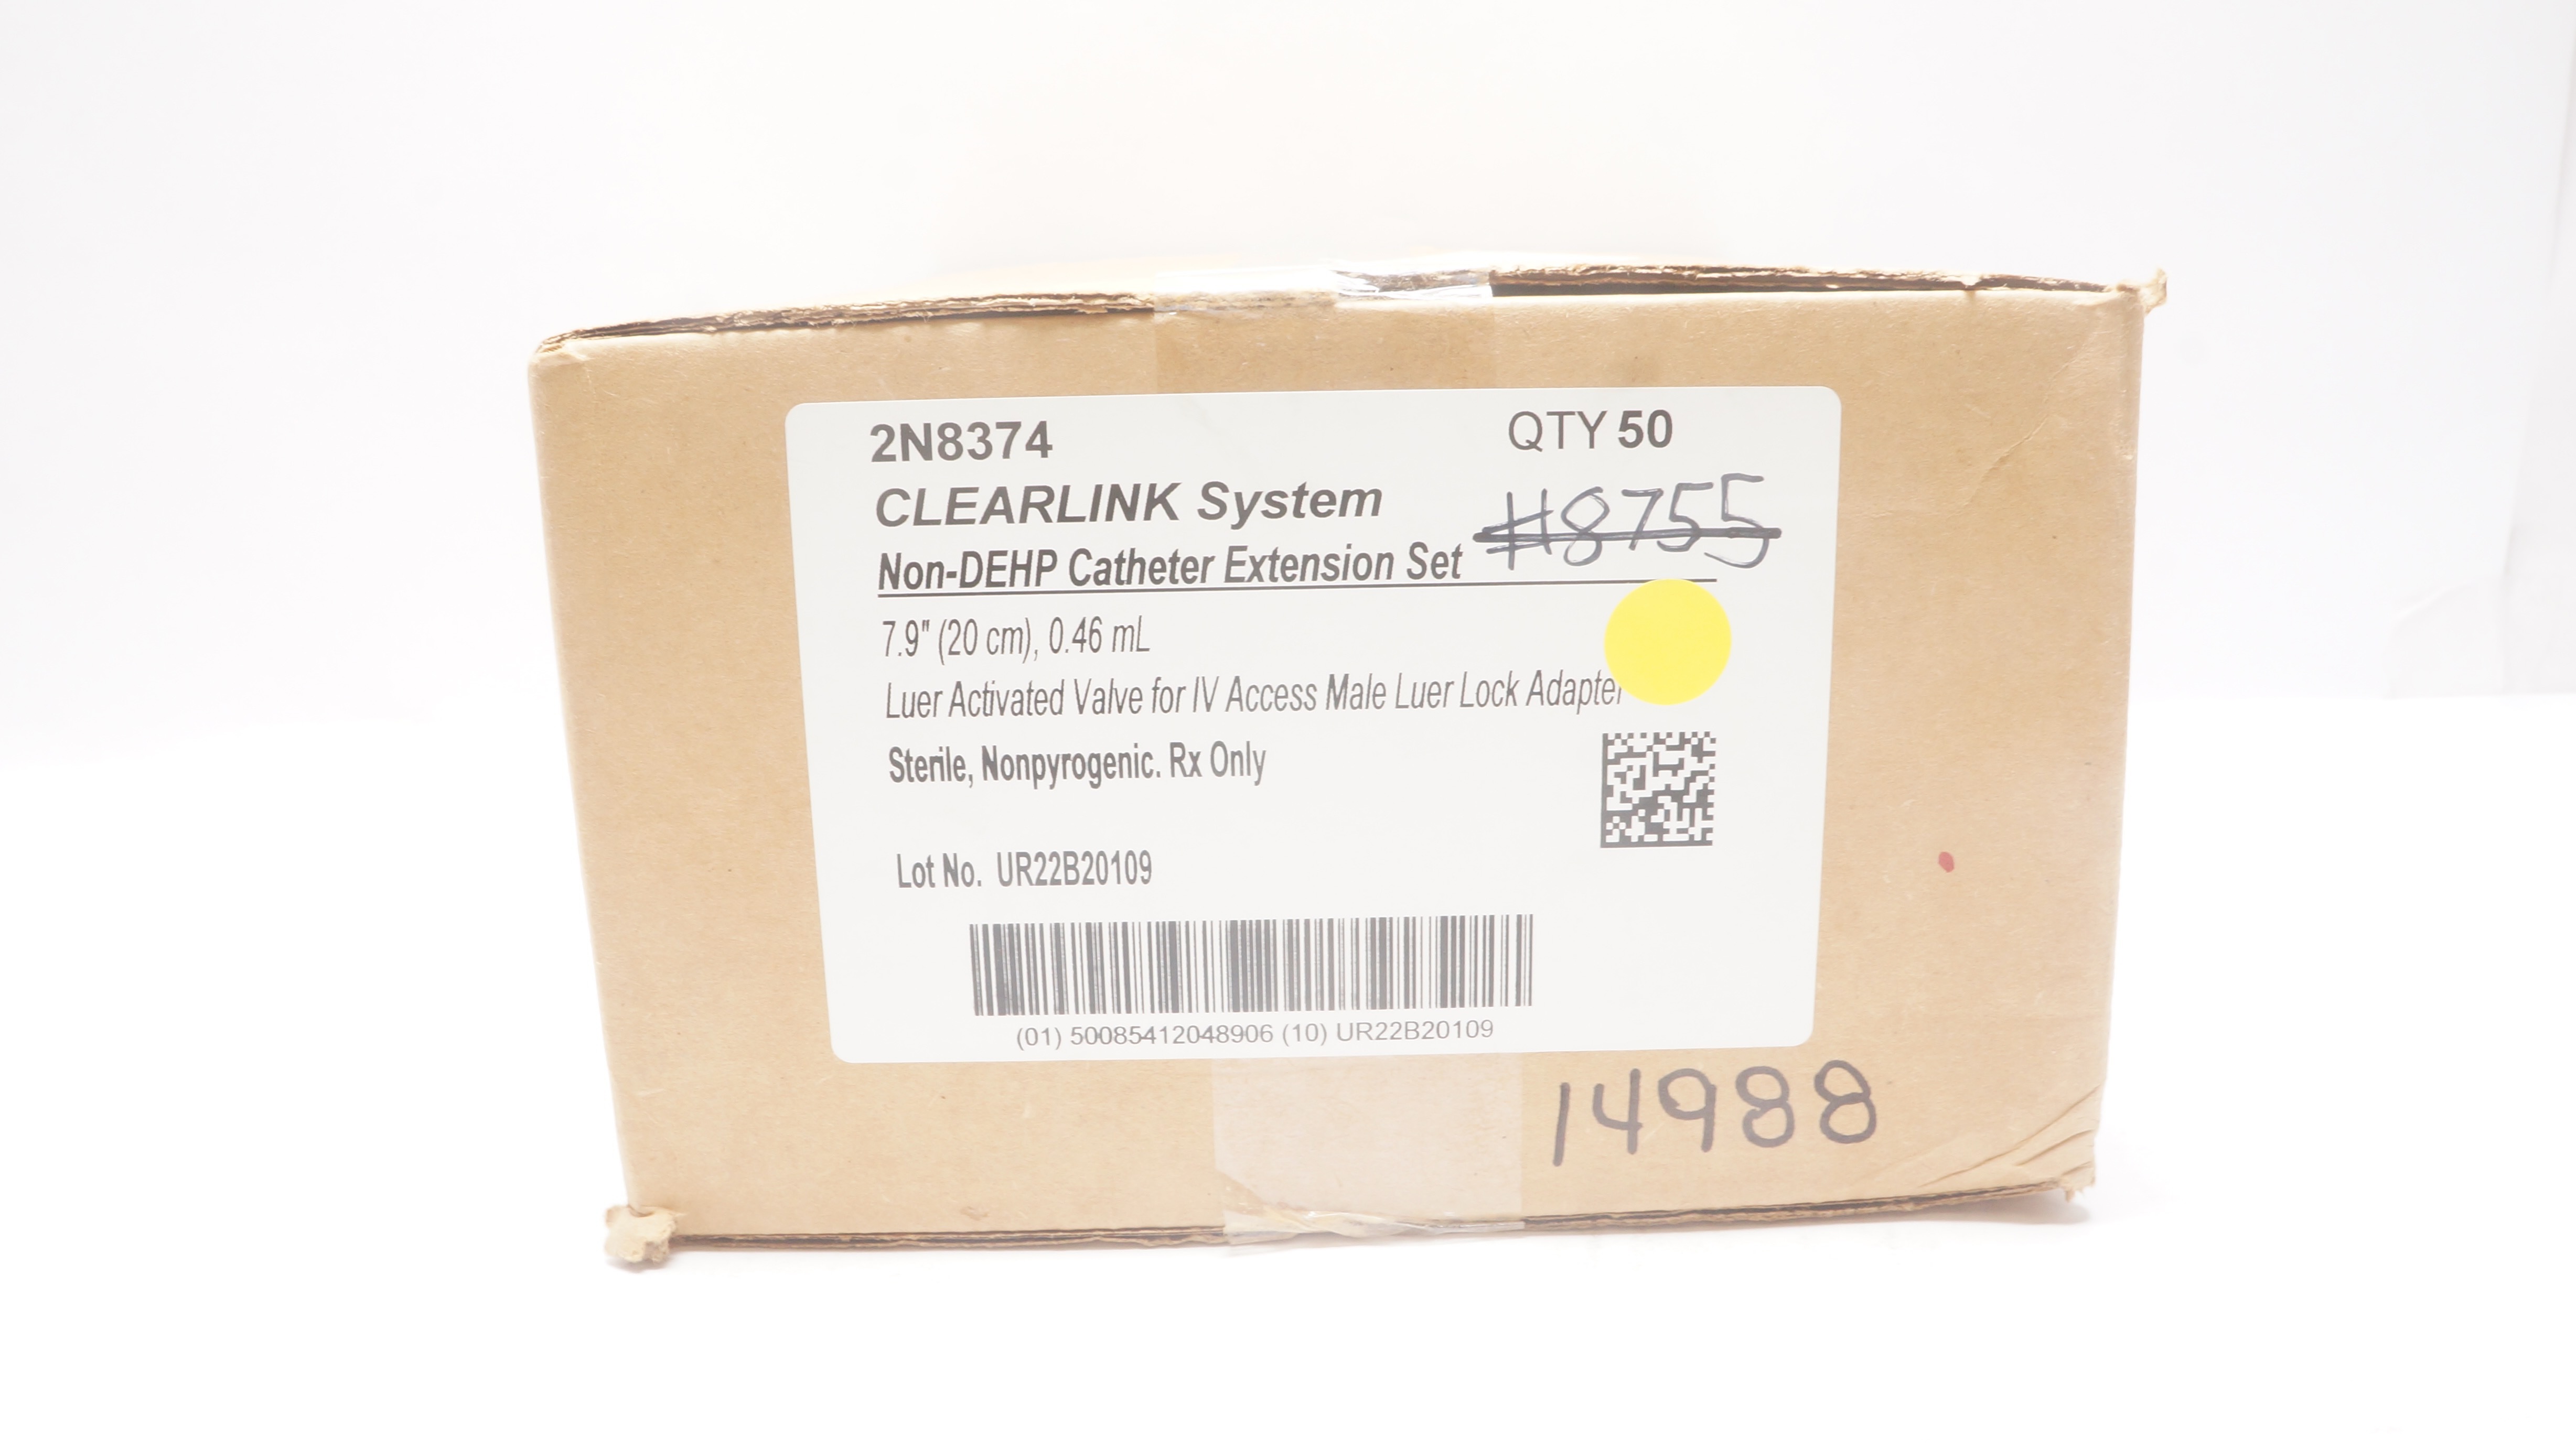 2N8374
QTY 50
CLEARLINK System
#8755
Non-DEHP Catheter Extension Set
7.9" (20 cm), 0.46 mL
Luer Activated Valve for IV Access Male Luer Lock Adapter
Sterile, Nonpyrogenic. Rx Only
Lot No. UR22B20109
(01) 50085412048906 (10) UR22B20109
14988